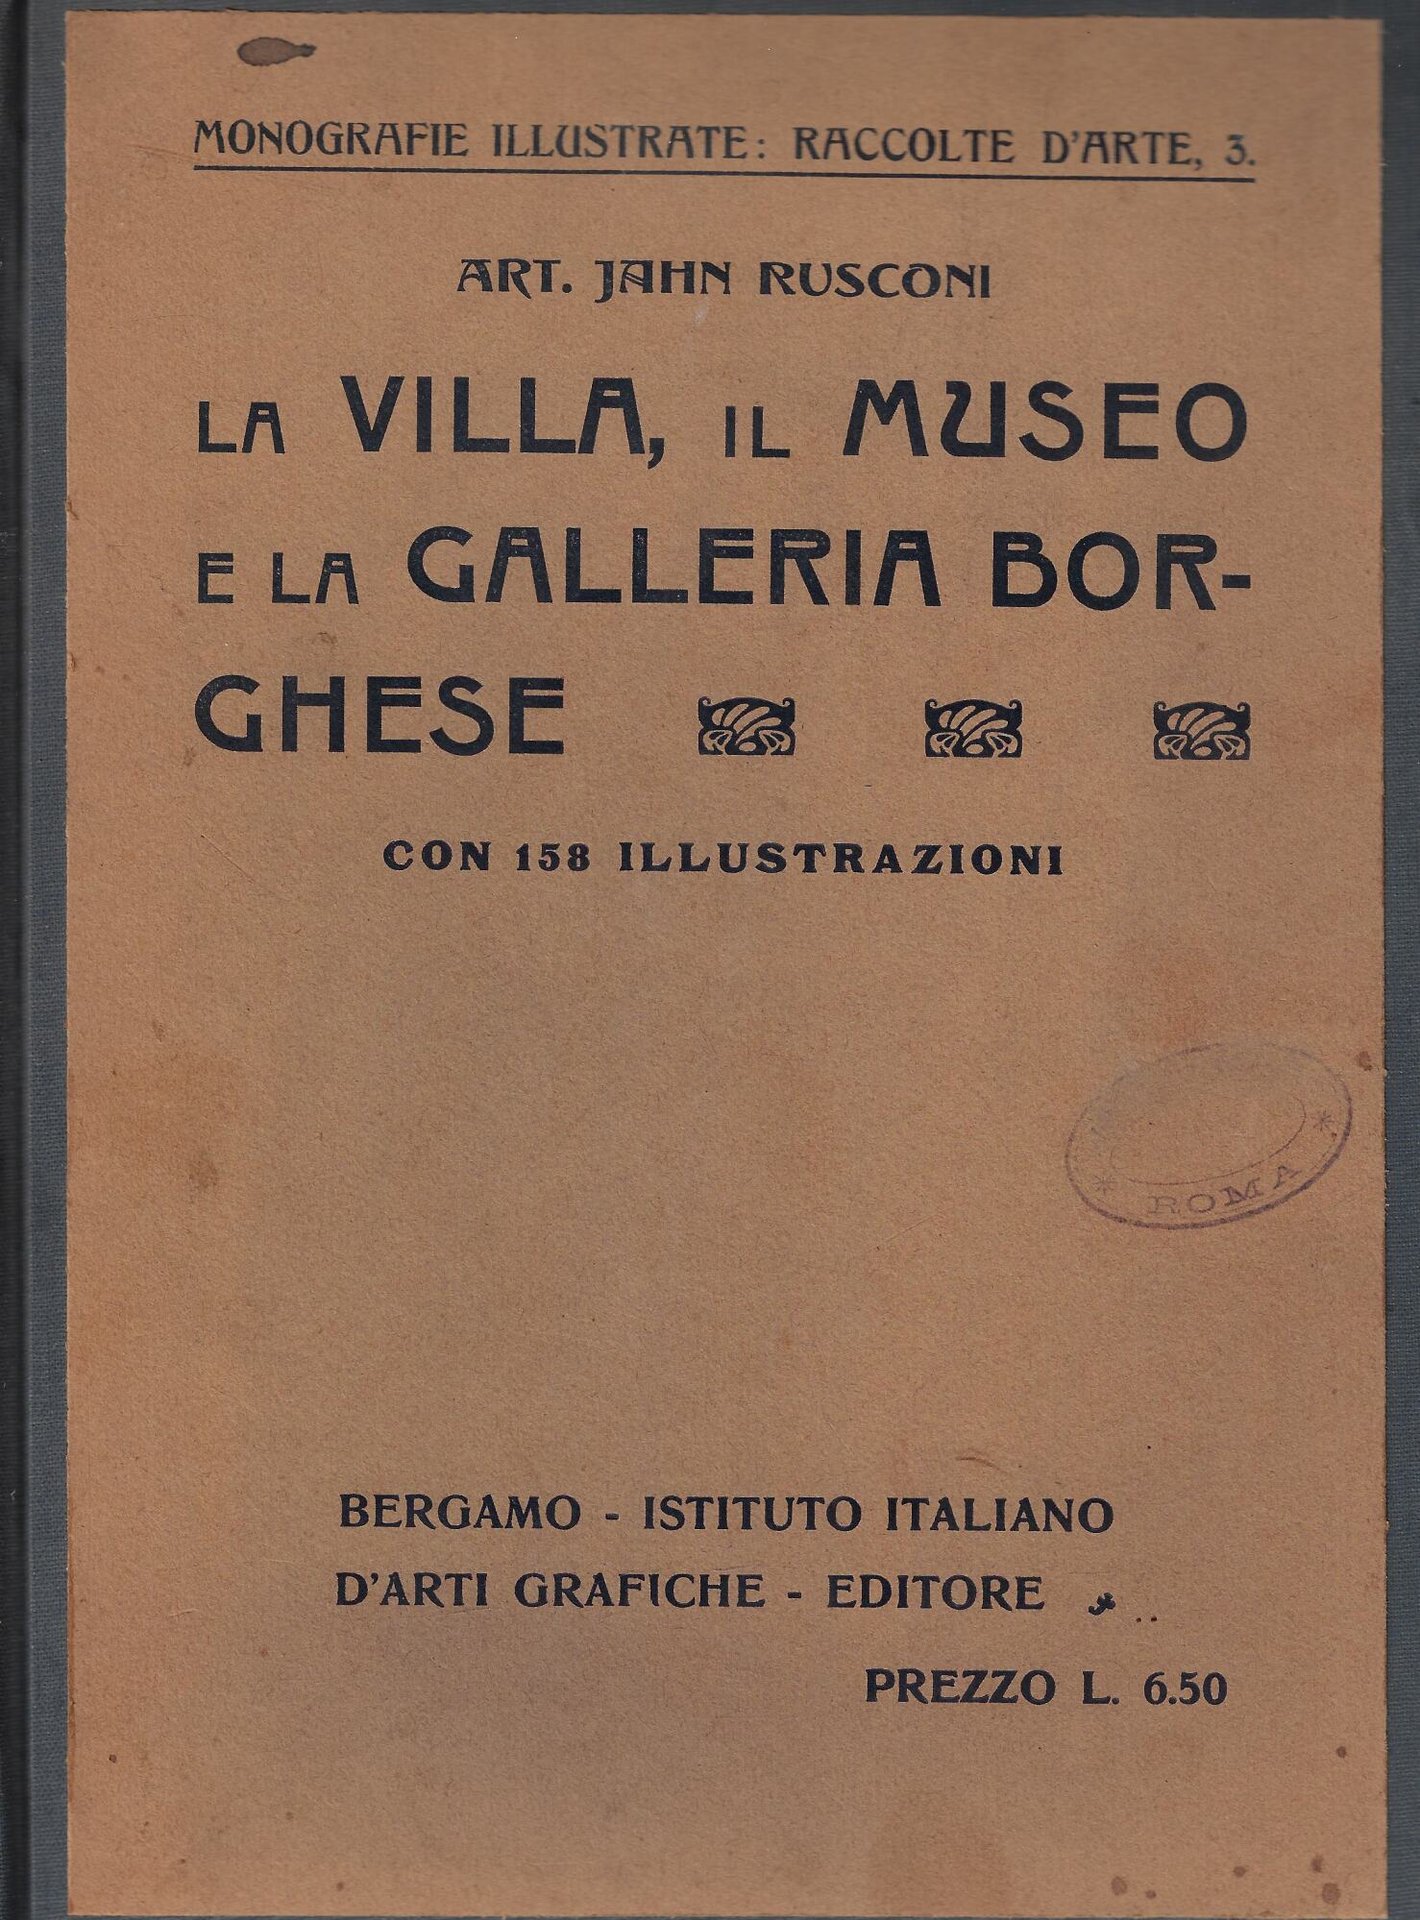 MONOGRAFIE ILLUSTRATE: RACCOLTE D'ARTE, 3.
ART. JAHN RUSCONI
LA VILLA, IL MUSEO
E LA GALLERIA BOR-
GHESE
CON 158 ILLUSTRAZIONI
* ROMA *
BERGAMO - ISTITUTO ITALIANO
D'ARTI GRAFICHE - EDITORE
PREZZO L. 6.50